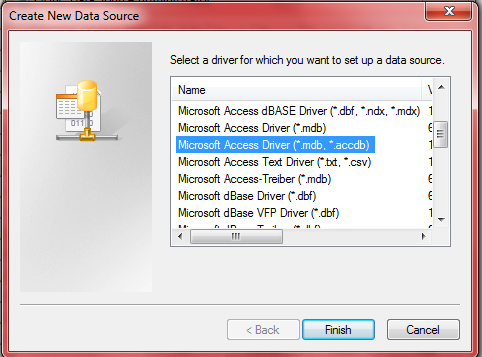 Create New Data Source
Select a driver for which you want to set up a data source.
Name
Microsoft Access dBASE Driver (*.dbf, *.ndx, *.mdx) 1
Microsoft Access Driver (*.mdb) 6
Microsoft Access Driver (*.mdb, *.accdb) 1
Microsoft Access Text Driver (*.txt, *.csv) 1
Microsoft Access-Treiber (*.mdb) 6
Microsoft dBase Driver (*.dbf) 6
Microsoft dBase VFP Driver (*.dbf) 1
< Back
Finish
Cancel